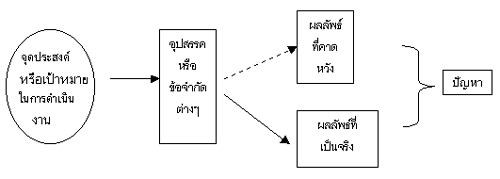 จุดประสงค์
หรือเป้าหมาย
ในการดำเนิน
งาน
อุปสรรค
หรือ
ข้อจำกัด
ต่างๆ
ผลลัพธ์
ที่คาด
หวัง
ผลลัพธ์ที่
เป็นจริง
ปัญหา